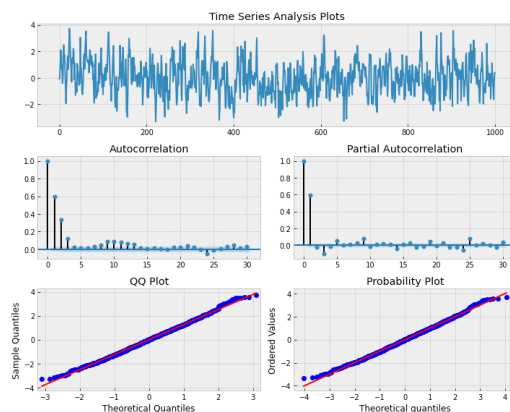 Time Series Analysis Plots
4
2
0
−2
0 200 400 600 800 1000
Autocorrelation Partial Autocorrelation
1.0 1.0
0.8 0.8
0.6 0.6
0.4 0.4
0.2 0.2
0.0 0.0
0 5 10 15 20 25 30 0 5 10 15 20 25 30
QQ Plot Probability Plot
Sample Quantiles Ordered Values
4 4
2 2
0 0
−2 −2
−4 −4
−3 −2 −1 0 1 2 3 −4 −3 −2 −1 0 1 2 3 4
Theoretical Quantiles Theoretical quantiles